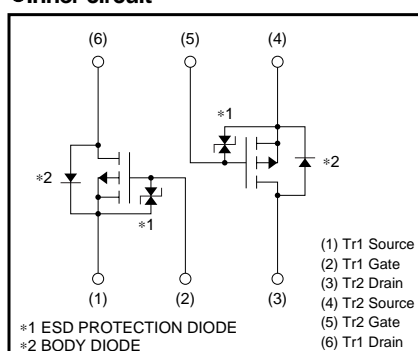 Inner circuit
(6) (5) (4)
∗1
∗2 ∗2
∗1
(1) (2) (3)
∗1 ESD PROTECTION DIODE
∗2 BODY DIODE
(1) Tr1 Source
(2) Tr1 Gate
(3) Tr2 Drain
(4) Tr2 Source
(5) Tr2 Gate
(6) Tr1 Drain